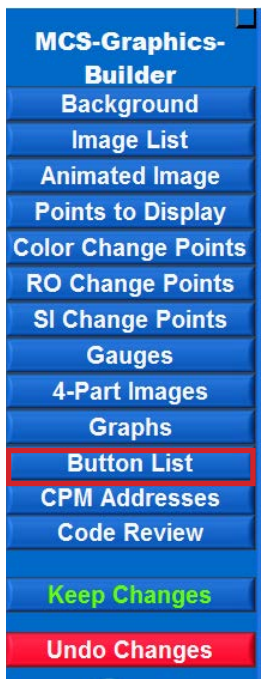 MCS-Graphics-
Builder
Background
Image List
Animated Image
Points to Display
Color Change Points
RO Change Points
SI Change Points
Gauges
4-Part Images
Graphs
Button List
CPM Addresses
Code Review
Keep Changes
Undo Changes